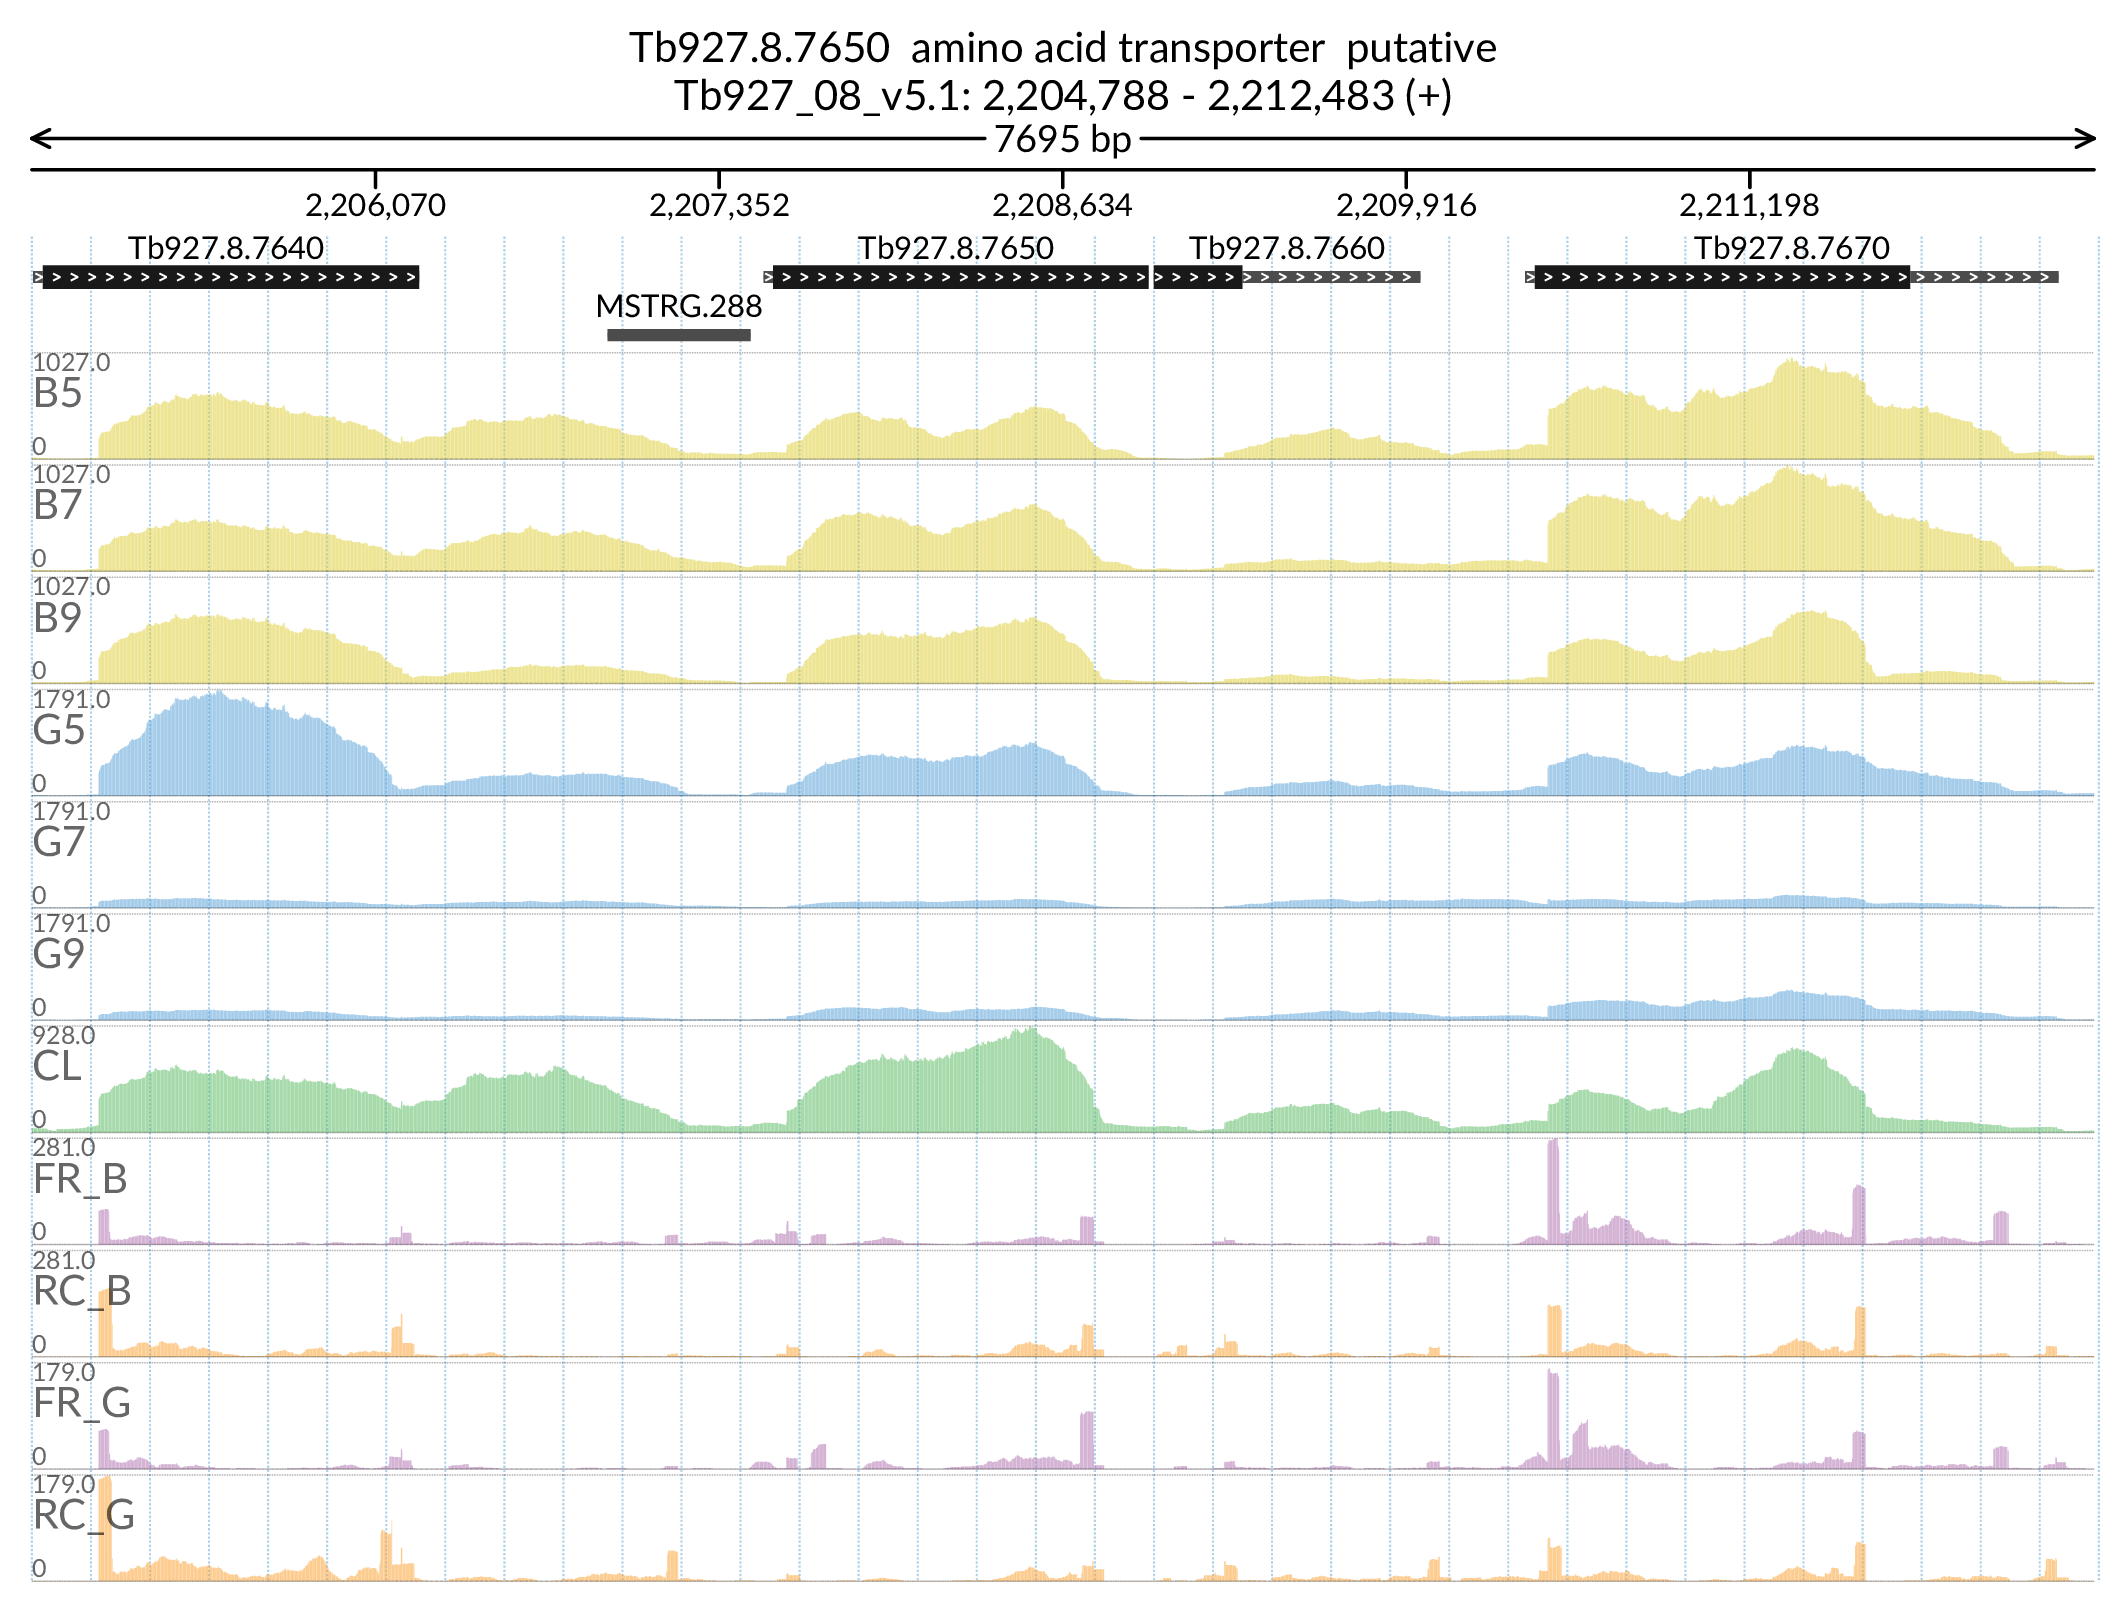 Tb927.8.7650  amino acid transporter  putative
Tb927_08_v5.1: 2,204,788 - 2,212,483 (+)
7695 bp
2,206,070 2,207,352 2,208,634 2,209,916 2,211,198
Tb927.8.7640 Tb927.8.7650 Tb927.8.7660 Tb927.8.7670
MSTRG.288
1027.0
B5
0
1027.0
B7
0
1027.0
B9
0
1791.0
G5
0
1791.0
G7
0
1791.0
G9
0
928.0
CL
0
281.0
FR_B
0
281.0
RC_B
0
179.0
FR_G
0
179.0
RC_G
0